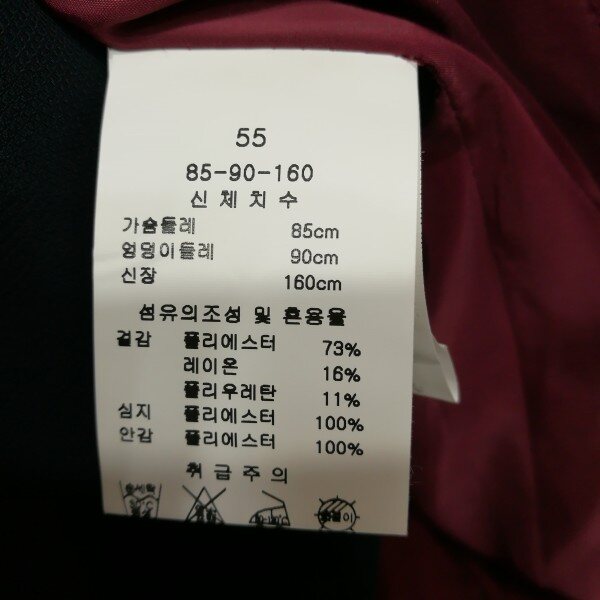 55
85-90-160
신체치수
가슴둘레 85cm
엉덩이둘레 90cm
신장 160cm
섬유의조성 및 혼용율
겉감 폴리에스터 73%
레이온 16%
폴리우레탄 11%
심지 폴리에스터 100%
안감 폴리에스터 100%
취급주의